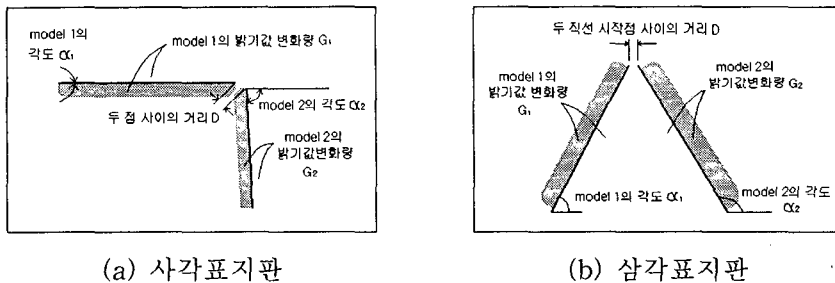 model 1의
각도 α₁
model 1의 밝기값 변화량 G₁
model 2의 각도 α₂
두 점 사이의 거리 D
model 2의
밝기값변화량
G₂
(a) 사각표지판
두 직선 시작점 사이의 거리 D
model 1의
밝기값 변화량
G₁
model 2의
밝기값 변화량 G₂
model 1의 각도 α₁
model 2의 각도
α₂
(b) 삼각표지판